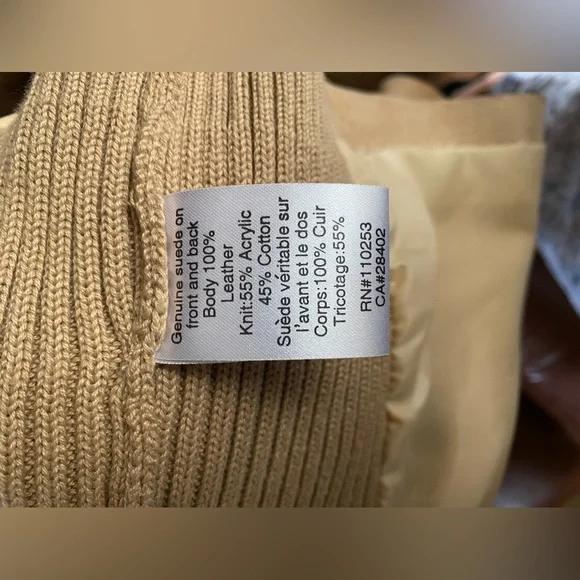 Genuine suede on
front and back
Body 100%
Leather
Knit:55% Acrylic
45% Cotton
Suède véritable sur
l'avant et le dos
Corps:100% Cuir
Tricotage:55%
RN#110253
CA#28402